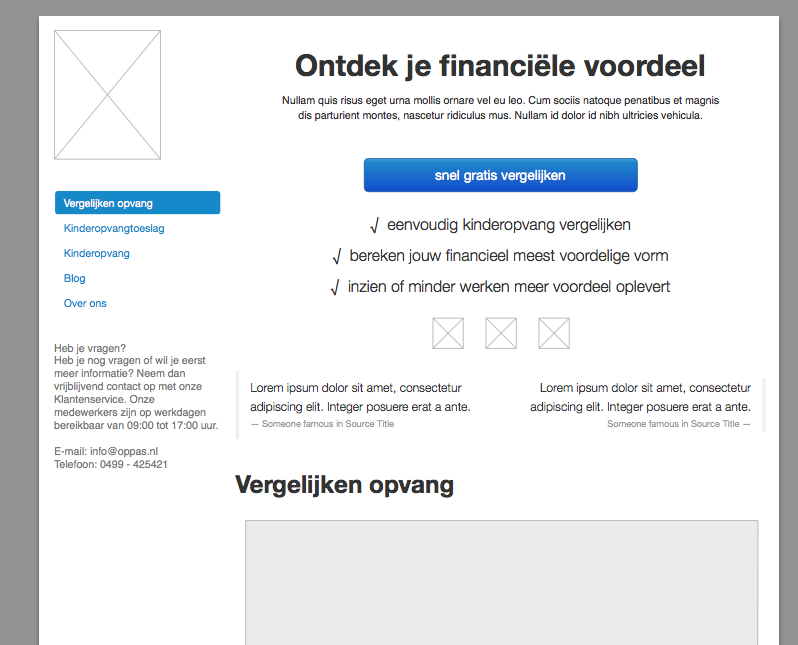 Ontdek je financiële voordeel
Nullam quis risus eget urna mollis ornare vel eu leo. Cum sociis natoque penatibus et magnis
dis parturient montes, nascetur ridiculus mus. Nullam id dolor id nibh ultricies vehicula.
snel gratis vergelijken
√ eenvoudig kinderopvang vergelijken
√ bereken jouw financieel meest voordelige vorm
√ inzien of minder werken meer voordeel oplevert
Vergelijken opvang
Kinderopvangtoeslag
Kinderopvang
Blog
Over ons
Heb je vragen?
Heb je nog vragen of wil je eerst
meer informatie? Neem dan
vrijblijvend contact op met onze
Klantenservice. Onze
medewerkers zijn op werkdagen
bereikbaar van 09:00 tot 17:00 uur.
E-mail: info@oppas.nl
Telefoon: 0499 - 425421
Lorem ipsum dolor sit amet, consectetur
adipiscing elit. Integer posuere erat a ante.
— Someone famous in Source Title
Lorem ipsum dolor sit amet, consectetur
adipiscing elit. Integer posuere erat a ante.
Someone famous in Source Title —
Vergelijken opvang